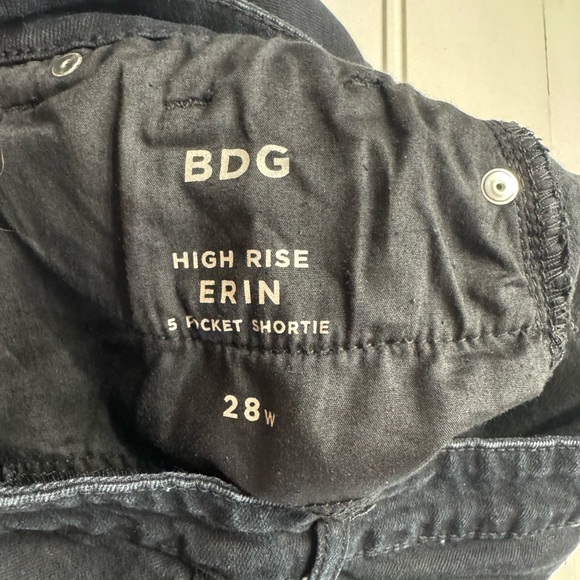 BDG
HIGH RISE
ERIN
5 POCKET SHORTIE
28W